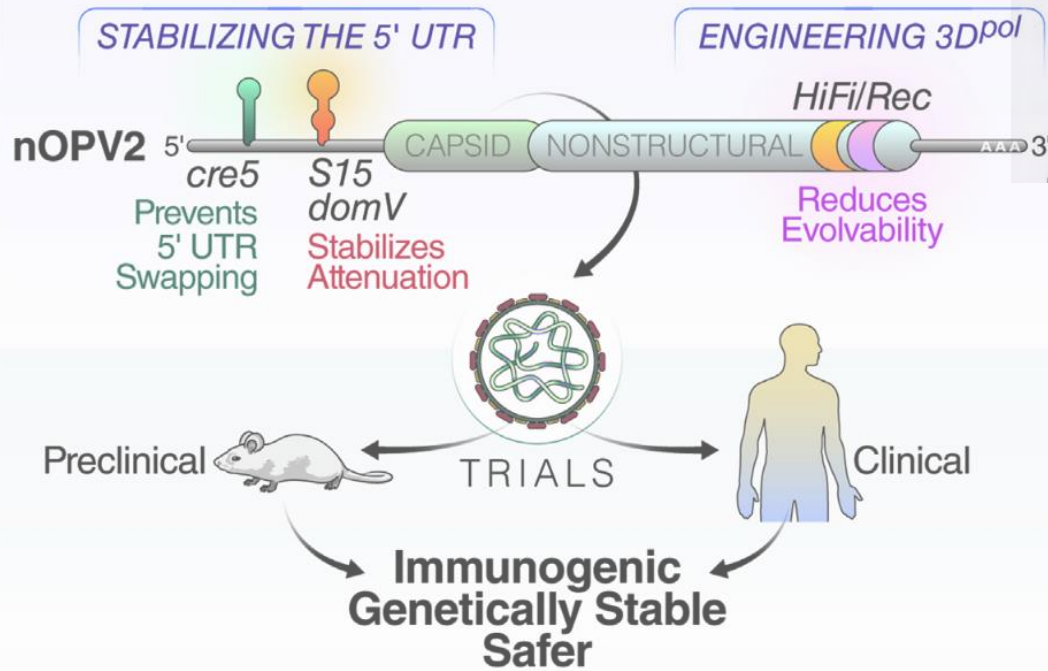 STABILIZING THE 5' UTR
ENGINEERING 3Dpol
HiFi/Rec
nOPV2 5' CAPSID NONSTRUCTURAL AAA 3'
cre5
S15
domV
Prevents
5' UTR
Swapping
Stabilizes
Attenuation
Reduces
Evolvability
Preclinical
TRIALS
Clinical
Immunogenic
Genetically Stable
Safer